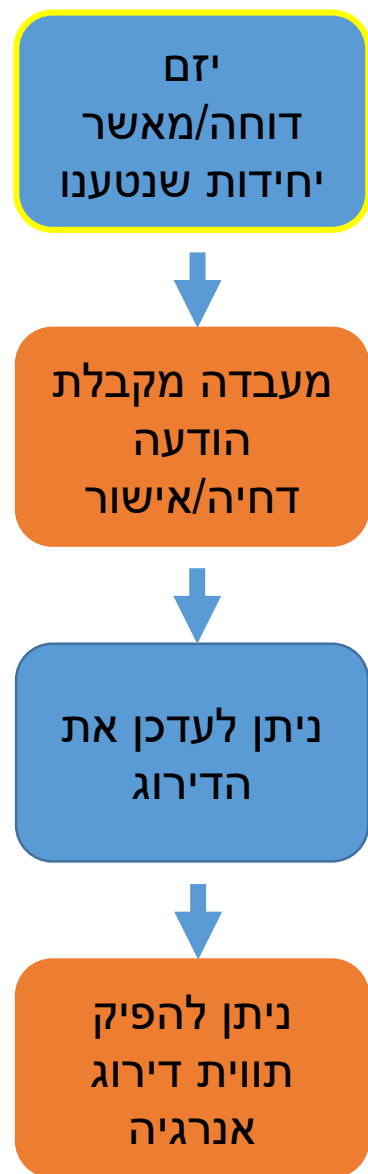 יזם
דוחה/מאשר
יחידות שנטענו
מעבדה מקבלת
הודעה
דחיה/אישור
ניתן לעדכן את
הדירוג
ניתן להפיק
תווית דירוג
אנרגיה